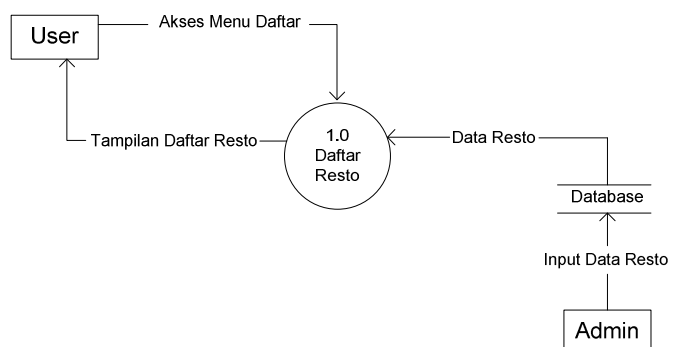 Akses Menu Daftar
User
1.0
Daftar
Resto
Tampilan Daftar Resto
Data Resto
Database
Input Data Resto
Admin